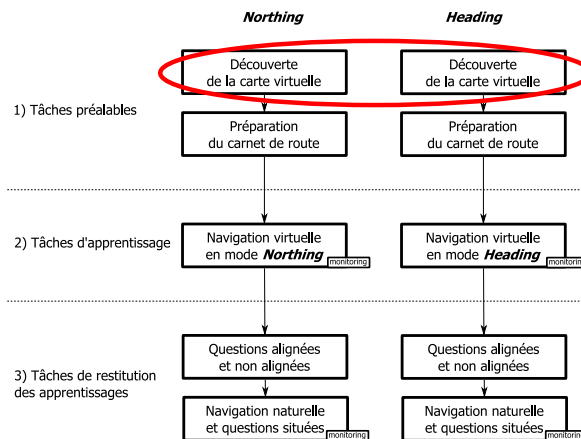 Northing
Heading
Découverte
de la carte virtuelle
Découverte
de la carte virtuelle
1) Tâches préalables
Préparation
du carnet de route
Préparation
du carnet de route
2) Tâches d'apprentissage
Navigation virtuelle
en mode Northing
monitoring
Navigation virtuelle
en mode Heading
monitoring
3) Tâches de restitution
des apprentissages
Questions alignées
et non alignées
Questions alignées
et non alignées
Navigation naturelle
et questions situées
monitoring
Navigation naturelle
et questions situées
monitoring